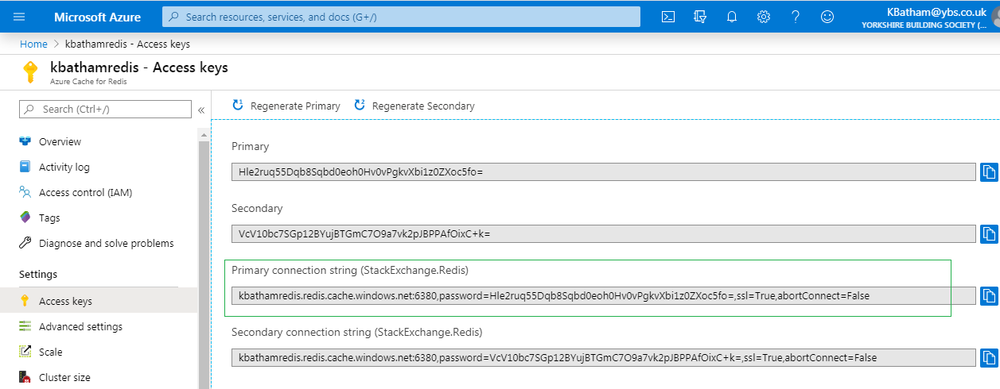 Microsoft Azure
Search resources, services, and docs (G+/)
KBatham@ybs.co.uk
YORKSHIRE BUILDING SOCIETY (...
Home > kbathamredis - Access keys
kbathamredis - Access keys
Azure Cache for Redis
Search (Ctrl+/)
«
Overview
Activity log
Access control (IAM)
Tags
Diagnose and solve problems
Settings
Access keys
Advanced settings
Scale
Cluster size
Regenerate Primary
Regenerate Secondary
Primary
Hle2ruq55Dqb8Sqbd0eoh0Hv0vPgkvXbi1z0ZXoc5fo=
Secondary
VcV10bc7SGp12BYujBTGmC7O9a7vk2pJBPPAfOixC+k=
Primary connection string (StackExchange.Redis)
kbathamredis.redis.cache.windows.net:6380,password=Hle2ruq55Dqb8Sqbd0eoh0Hv0vPgkvXbi1z0ZXoc5fo=,ssl=True,abortConnect=False
Secondary connection string (StackExchange.Redis)
kbathamredis.redis.cache.windows.net:6380,password=VcV10bc7SGp12BYujBTGmC7O9a7vk2pJBPPAfOixC+k=,ssl=True,abortConnect=False